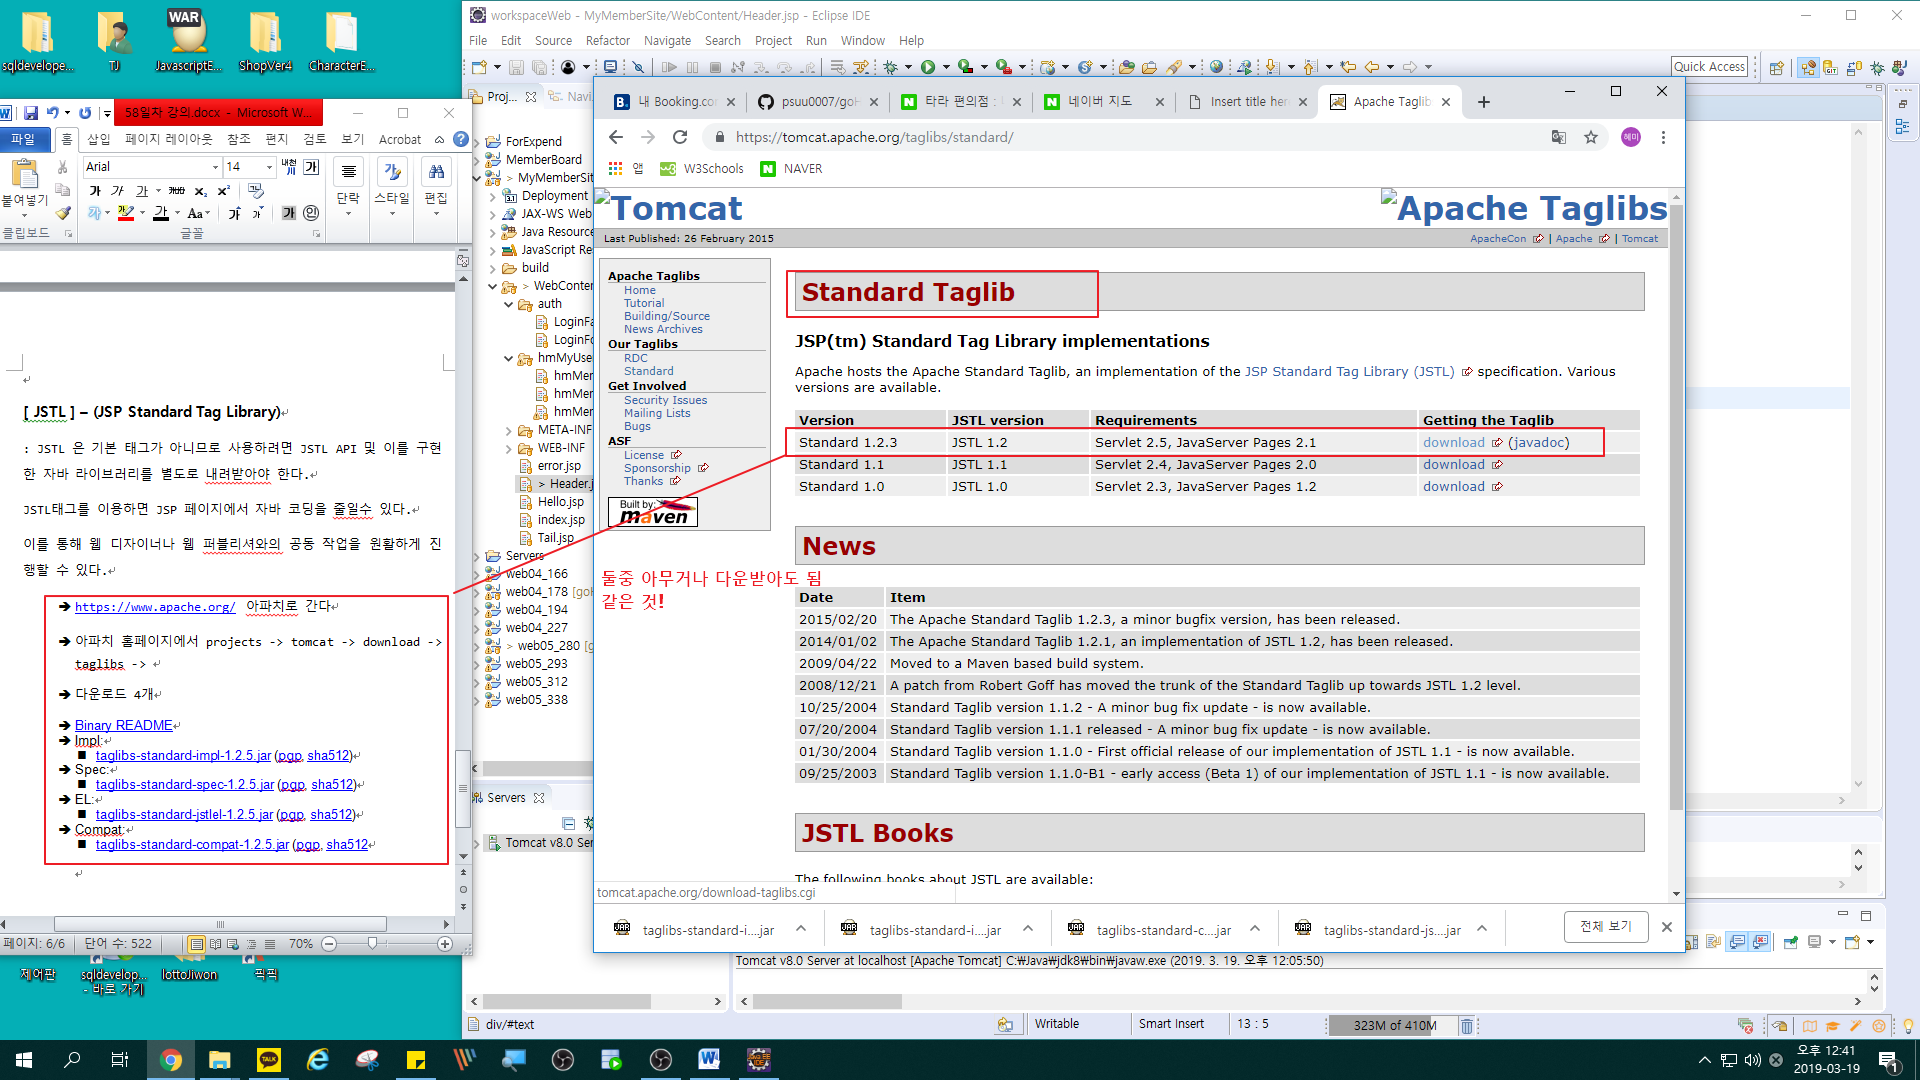 sqldevelope...
TJ
JavascriptE...
ShopVer4
CharacterE...
58일차 강의.docx - Microsoft W...
파일
홈
삽입
페이지 레이아웃
참조
편지
검토
보기
Acrobat
Arial
14
붙여넣기
클립보드
글꼴
단락
스타일
편집
[ JSTL ] – (JSP Standard Tag Library)
: JSTL 은 기본 태그가 아니므로 사용하려면 JSTL API 및 이를 구현
한 자바 라이브러리를 별도로 내려받아야 한다.
JSTL태그를 이용하면 JSP 페이지에서 자바 코딩을 줄일수 있다.
이를 통해 웹 디자이너나 웹 퍼블리셔와의 공동 작업을 원활하게 진
행할 수 있다.
https://www.apache.org/ 아파치로 간다
아파치 홈페이지에서 projects -> tomcat -> download ->
taglibs ->
다운로드 4개
Binary README
Impl:
taglibs-standard-impl-1.2.5.jar (pgp, sha512)
Spec:
taglibs-standard-spec-1.2.5.jar (pgp, sha512)
EL:
taglibs-standard-jstlel-1.2.5.jar (pgp, sha512)
Compat:
taglibs-standard-compat-1.2.5.jar (pgp, sha512
페이지: 6/6
단어 수: 522
70%
제어판
sqldevelop... - 바로 가기
lottoJiwon
픽픽
workspaceWeb - MyMemberSite/WebContent/Header.jsp - Eclipse IDE
File Edit Source Refactor Navigate Search Project Run Window Help
Quick Access
Proj...
Navi
ForExpend
MemberBoard
> MyMemberSit
Deployment
JAX-WS Web
Java Resource
JavaScript Re
build
> WebConten
auth
LoginFa
LoginFo
hmMyUse
hmMer
hmMer
hmMer
META-INF
WEB-INF
error.jsp
> Header.j
Hello.jsp
index.jsp
Tail.jsp
Servers
web04_166
web04_178 [goH
web04_194
web04_227
> web05_280 [g
web05_293
web05_312
web05_338
Servers
Tomcat v8.0 Ser
내 Booking.co
psuu0007/goH
타라 편의점 :
네이버 지도
Insert title her
Apache Taglib
https://tomcat.apache.org/taglibs/standard/
혜미
앱
W3Schools
NAVER
Tomcat
Apache Taglibs
Last Published: 26 February 2015
ApacheCon | Apache | Tomcat
Apache Taglibs
Home
Tutorial
Building/Source
News Archives
Our Taglibs
RDC
Standard
Get Involved
Security Issues
Mailing Lists
Bugs
ASF
License
Sponsorship
Thanks
Built by:
maven
Standard Taglib
JSP(tm) Standard Tag Library implementations
Apache hosts the Apache Standard Taglib, an implementation of the JSP Standard Tag Library (JSTL) specification. Various
versions are available.
Version JSTL version Requirements Getting the Taglib
Standard 1.2.3 JSTL 1.2 Servlet 2.5, JavaServer Pages 2.1 download (javadoc)
Standard 1.1 JSTL 1.1 Servlet 2.4, JavaServer Pages 2.0 download
Standard 1.0 JSTL 1.0 Servlet 2.3, JavaServer Pages 1.2 download
News
둘중 아무거나 다운받아도 됨
같은 것!
Date Item
2015/02/20 The Apache Standard Taglib 1.2.3, a minor bugfix version, has been released.
2014/01/02 The Apache Standard Taglib 1.2.1, an implementation of JSTL 1.2, has been released.
2009/04/22 Moved to a Maven based build system.
2008/12/21 A patch from Robert Goff has moved the trunk of the Standard Taglib up towards JSTL 1.2 level.
10/25/2004 Standard Taglib version 1.1.2 - A minor bug fix update - is now available.
07/20/2004 Standard Taglib version 1.1.1 released - A minor bug fix update - is now available.
01/30/2004 Standard Taglib version 1.1.0 - First official release of our implementation of JSTL 1.1 - is now available.
09/25/2003 Standard Taglib version 1.1.0-B1 - early access (Beta 1) of our implementation of JSTL 1.1 - is now available.
JSTL Books
The following books about JSTL are available:
tomcat.apache.org/download-taglibs.cgi
taglibs-standard-i....jar
taglibs-standard-i....jar
taglibs-standard-c....jar
taglibs-standard-js....jar
전체 보기
Tomcat v8.0 Server at localhost [Apache Tomcat] C:₩Java₩jdk8₩bin₩javaw.exe (2019. 3. 19. 오후 12:05:50)
div/#text
Writable
Smart Insert
13 : 5
323M of 410M
오후 12:41
2019-03-19